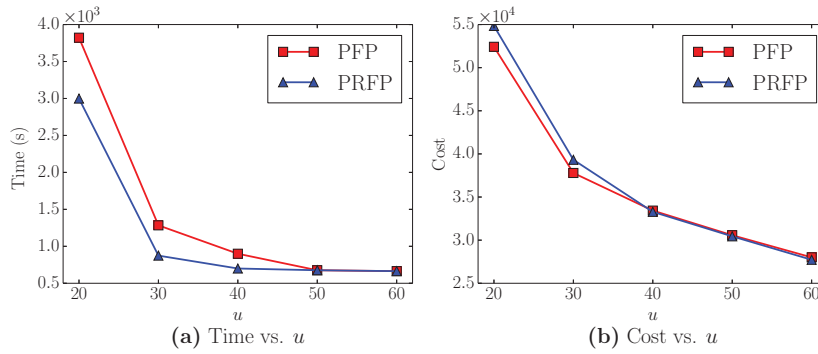 ×10³
4.0
3.5
3.0
2.5
2.0
1.5
1.0
0.5
Time (s)
PFP
PRFP
20 30 40 50 60
u
(a) Time vs. u
×10⁴
5.5
5.0
4.5
4.0
3.5
3.0
2.5
Cost
PFP
PRFP
20 30 40 50 60
u
(b) Cost vs. u